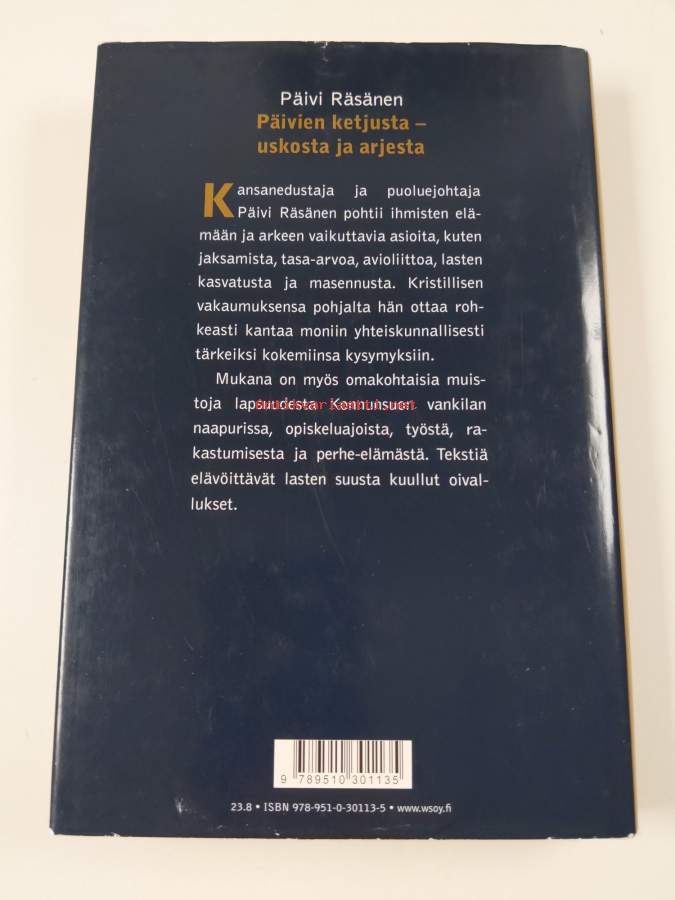 Päivi Räsänen
Päivien ketjusta –
uskosta ja arjesta
Kansanedustaja ja puoluejohtaja
Päivi Räsänen pohtii ihmisten elä-
mään ja arkeen vaikuttavia asioita, kuten
jaksamista, tasa-arvoa, avioliittoa, lasten
kasvatusta ja masennusta. Kristillisen
vakaumuksensa pohjalta hän ottaa roh-
keasti kantaa moniin yhteiskunnallisesti
tärkeiksi kokemiinsa kysymyksiin.
Mukana on myös omakohtaisia muis-
toja lapsuudesta Konnunsuon vankilan
naapurissa, opiskeluajoista, työstä, ra-
kastumisesta ja perhe-elämästä. Tekstiä
elävöittävät lasten suusta kuullut oival-
lukset.
9 789510 301135
23.8 • ISBN 978-951-0-30113-5 • www.wsoy.fi